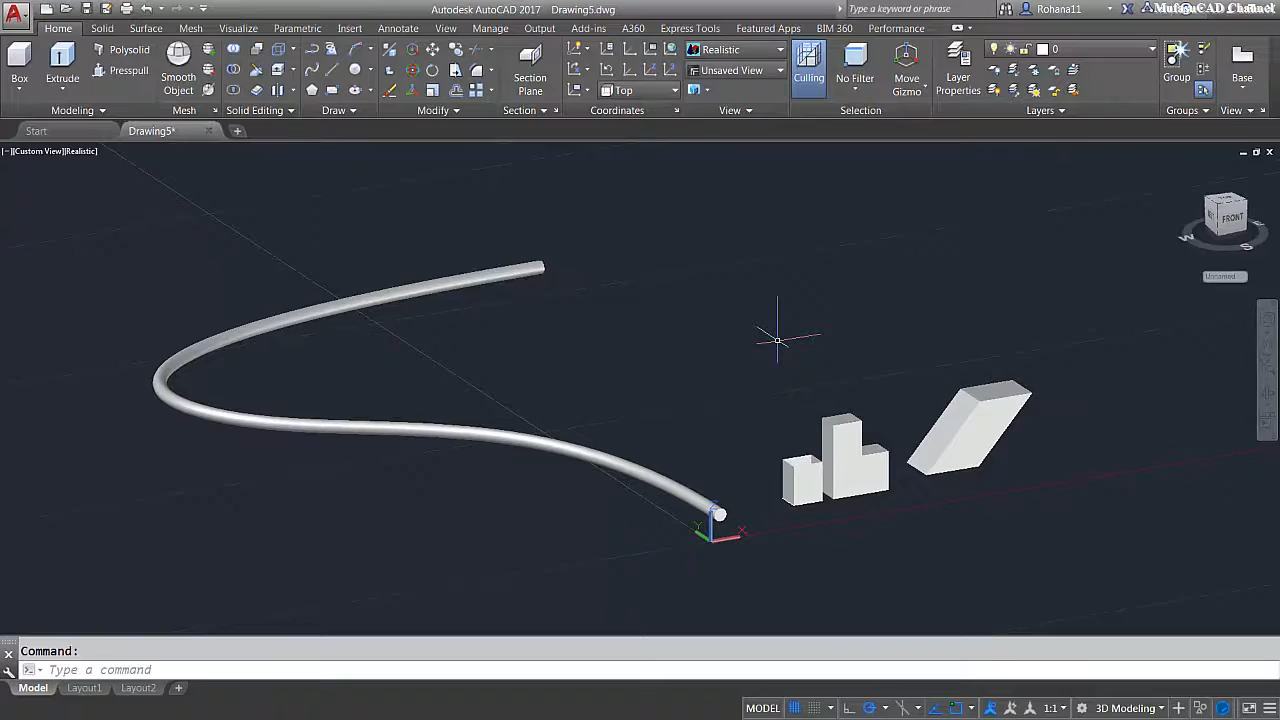 Autodesk AutoCAD 2017 Drawing5.dwg
Type a keyword or phrase
Rohana11
MufasuCAD Channel
Home Solid Surface Mesh Visualize Parametric Insert Annotate View Manage Output Add-ins A360 Express Tools Featured Apps BIM 360 Performance
Box
Extrude
Polysolid
Presspull
Smooth
Object
Section
Plane
Realistic
Unsaved View
Top
Culling
No Filter
Move
Gizmo
Layer
Properties
0
Group
Base
Modeling Mesh Solid Editing Draw Modify Section Coordinates View Selection Layers Groups View
Start
Drawing5*
[−][Custom View][Realistic]
FRONT
W
S
Unnamed
Y
X
Command:
Type a command
Model Layout1 Layout2
MODEL
1:1
3D Modeling